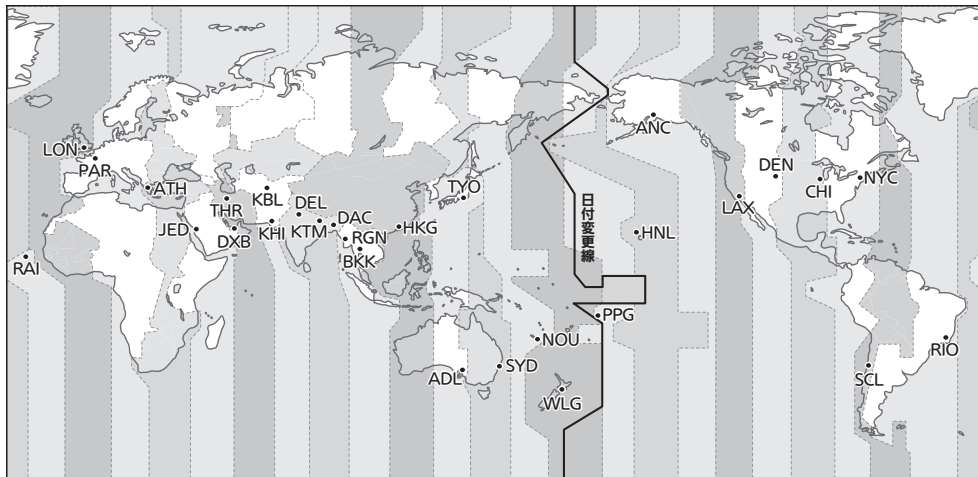 LON
PAR
ATH
THR
JED
DXB
KBL
KHI
DEL
KTM
DAC
RGN
BKK
HKG
TYO
RAI
ADL
SYD
NOU
WLG
日付変更線
PPG
HNL
ANC
LAX
DEN
CHI
NYC
SCL
RIO